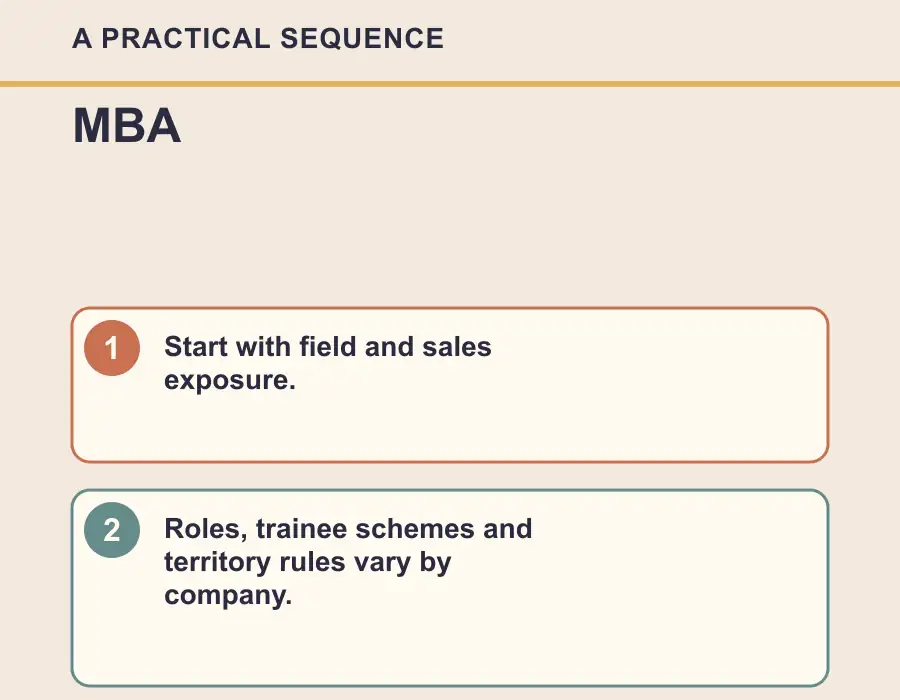 A PRACTICAL SEQUENCE
MBA
1
Start with field and sales
exposure.
2
Roles, trainee schemes and
territory rules vary by
company.